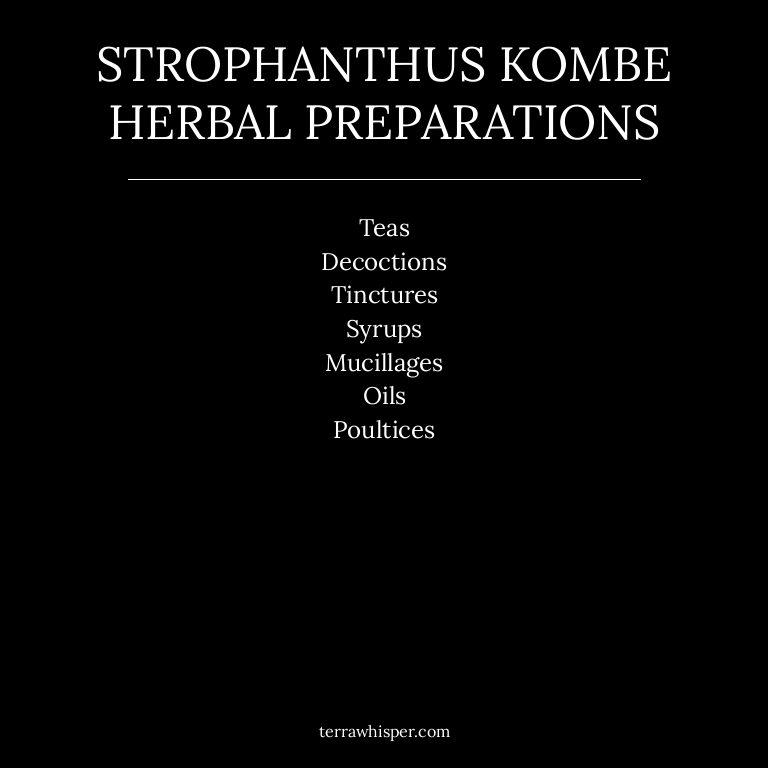 STROPHANTHUS KOMBE
HERBAL PREPARATIONS
Teas
Decoctions
Tinctures
Syrups
Mucillages
Oils
Poultices
terrawhisper.com